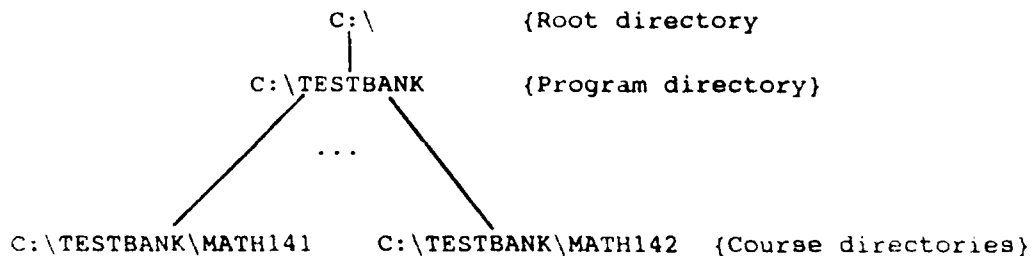 C:\ {Root directory
C:\TESTBANK {Program directory}
...
C:\TESTBANK\MATH141 C:\TESTBANK\MATH142 {Course directories}